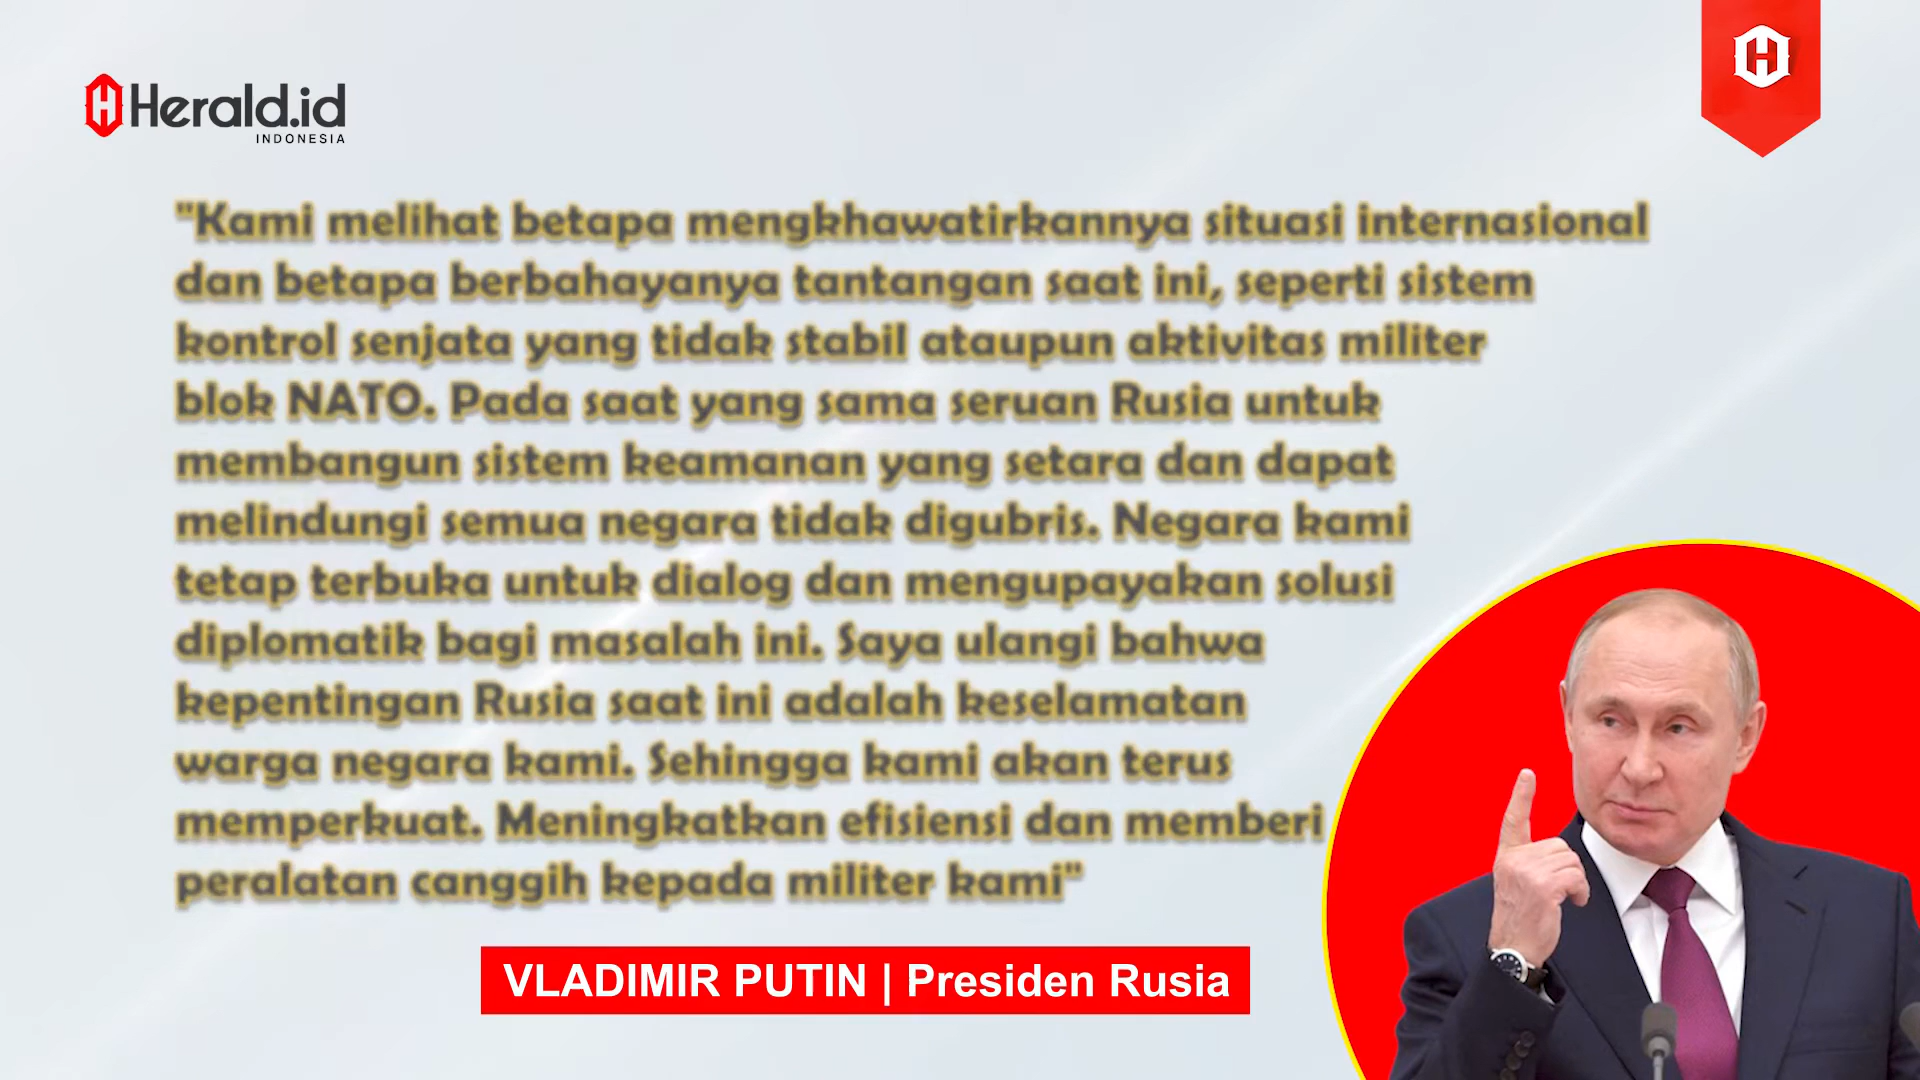 Herald.id
INDONESIA
"Kami melihat betapa mengkhawatirkannya situasi internasional
dan betapa berbahayanya tantangan saat ini, seperti sistem
kontrol senjata yang tidak stabil ataupun aktivitas militer
blok NATO. Pada saat yang sama seruan Rusia untuk
membangun sistem keamanan yang setara dan dapat
melindungi semua negara tidak digubris. Negara kami
tetap terbuka untuk dialog dan mengupayakan solusi
diplomatik bagi masalah ini. Saya ulangi bahwa
kepentingan Rusia saat ini adalah keselamatan
warga negara kami. Sehingga kami akan terus
memperkuat. Meningkatkan efisiensi dan memberi
peralatan canggih kepada militer kami"
VLADIMIR PUTIN | Presiden Rusia